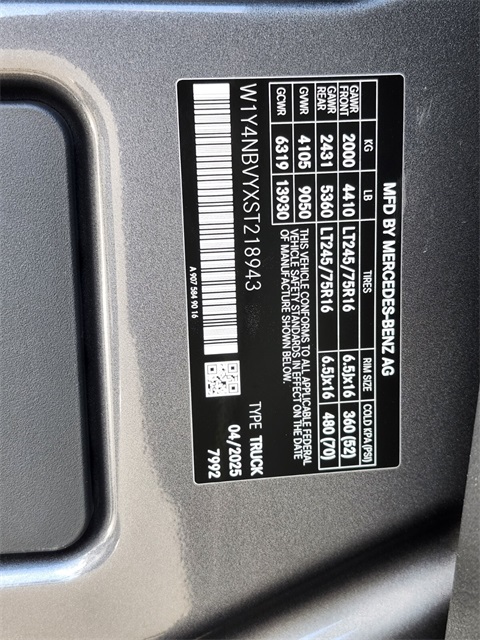 MFD BY MERCEDES-BENZ AG
KG LB TIRES RIM SIZE COLD KPA(PSI)
GAWR FRONT 2000 4410 LT245/75R16 6.5Jx16 360 (52)
GAWR REAR 2431 5360 LT245/75R16 6.5Jx16 480 (70)
GVWR 4105 9050
GCWR 6319 13930
THIS VEHICLE CONFORMS TO ALL APPLICABLE FEDERAL
VEHICLE SAFETY STANDARDS IN EFFECT ON THE DATE
OF MANUFACTURE SHOWN BELOW.
W1Y4NBVYXST218943
TYPE TRUCK
04/2025
7992
A 907 584 90 16